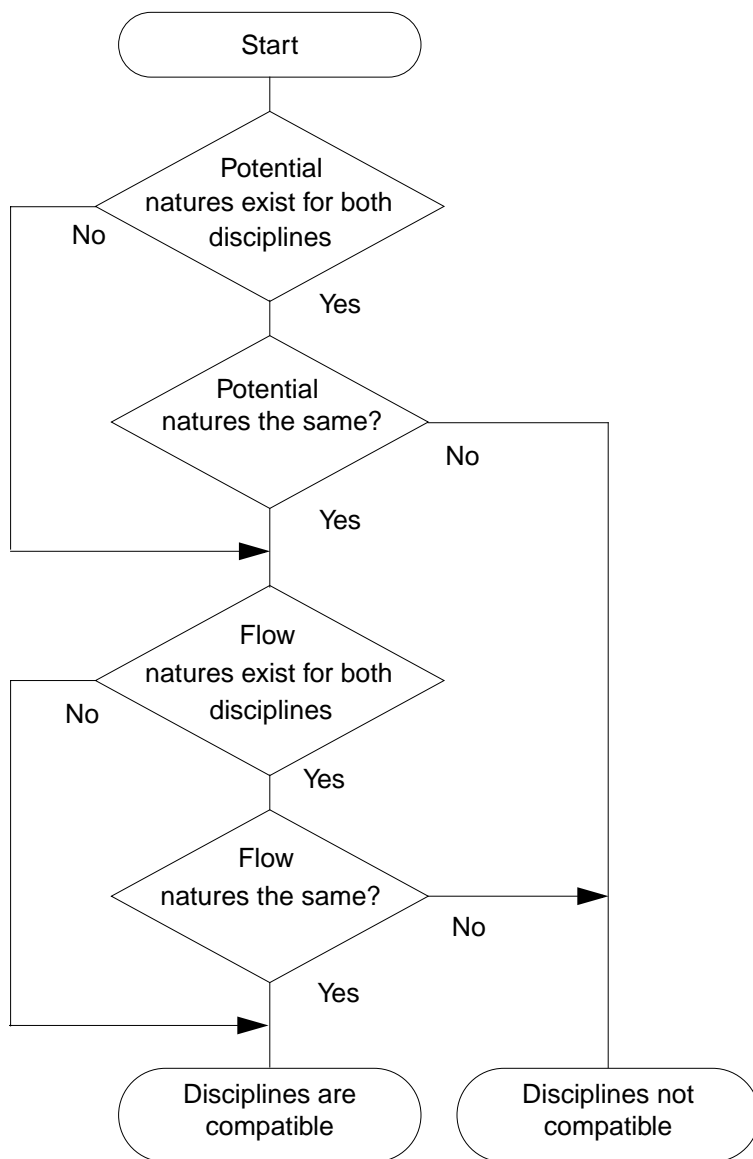 Start
Potential
natures exist for both
disciplines
No
Yes
Potential
natures the same?
No
Yes
Flow
natures exist for both
disciplines
No
Yes
Flow
natures the same?
No
Yes
Disciplines are
compatible
Disciplines not
compatible